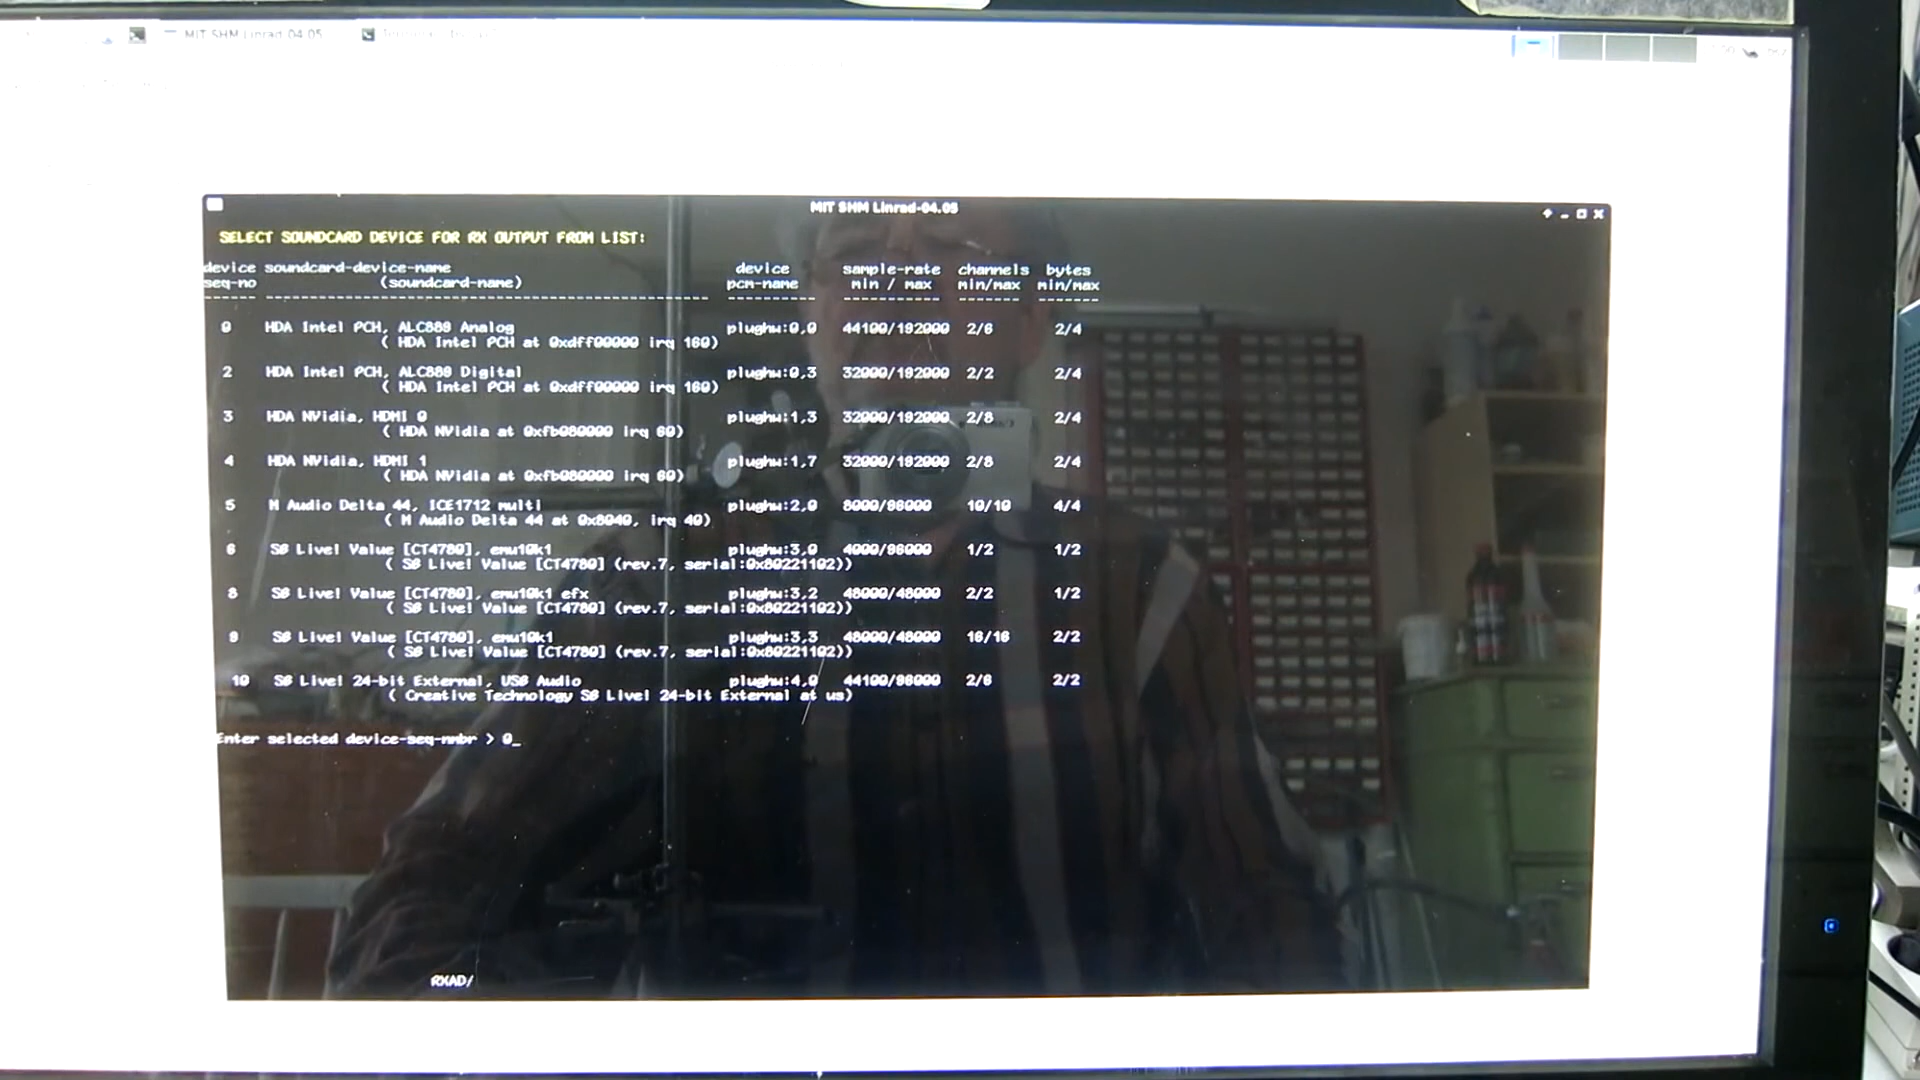 MIT SHM Linrad-04.05
MIT SHM Linrad-04.05
SELECT SOUNDCARD DEVICE FOR RX OUTPUT FROM LIST:
device soundcard-device-name device sample-rate channels bytes
seq-no (soundcard-name) pcm-name min / max min/max min/max
0 HDA Intel PCH, ALC889 Analog plughw:0,0 44100/192000 2/6 2/4
( HDA Intel PCH at 0xdff00000 irq 160)
2 HDA Intel PCH, ALC889 Digital plughw:0,3 32000/192000 2/2 2/4
( HDA Intel PCH at 0xdff00000 irq 160)
3 HDA NVidia, HDMI 0 plughw:1,3 32000/192000 2/8 2/4
( HDA NVidia at 0xfb080000 irq 60)
4 HDA NVidia, HDMI 1 plughw:1,7 32000/192000 2/8 2/4
( HDA NVidia at 0xfb080000 irq 60)
5 M Audio Delta 44, ICE1712 multi plughw:2,0 8000/96000 10/10 4/4
( M Audio Delta 44 at 0x8040, irq 40)
6 SB Live! Value [CT4780], emu10k1 plughw:3,0 4000/96000 1/2 1/2
( SB Live! Value [CT4780] (rev.7, serial:0x80221102))
8 SB Live! Value [CT4780], emu10k1 efx plughw:3,2 48000/48000 2/2 1/2
( SB Live! Value [CT4780] (rev.7, serial:0x80221102))
9 SB Live! Value [CT4780], emu10k1 plughw:3,3 48000/48000 16/16 2/2
( SB Live! Value [CT4780] (rev.7, serial:0x80221102))
10 SB Live! 24-bit External, USB Audio plughw:4,0 44100/96000 2/6 2/2
( Creative Technology SB Live! 24-bit External at us)
Enter selected device-seq-nmbr > 0_
RXAD/